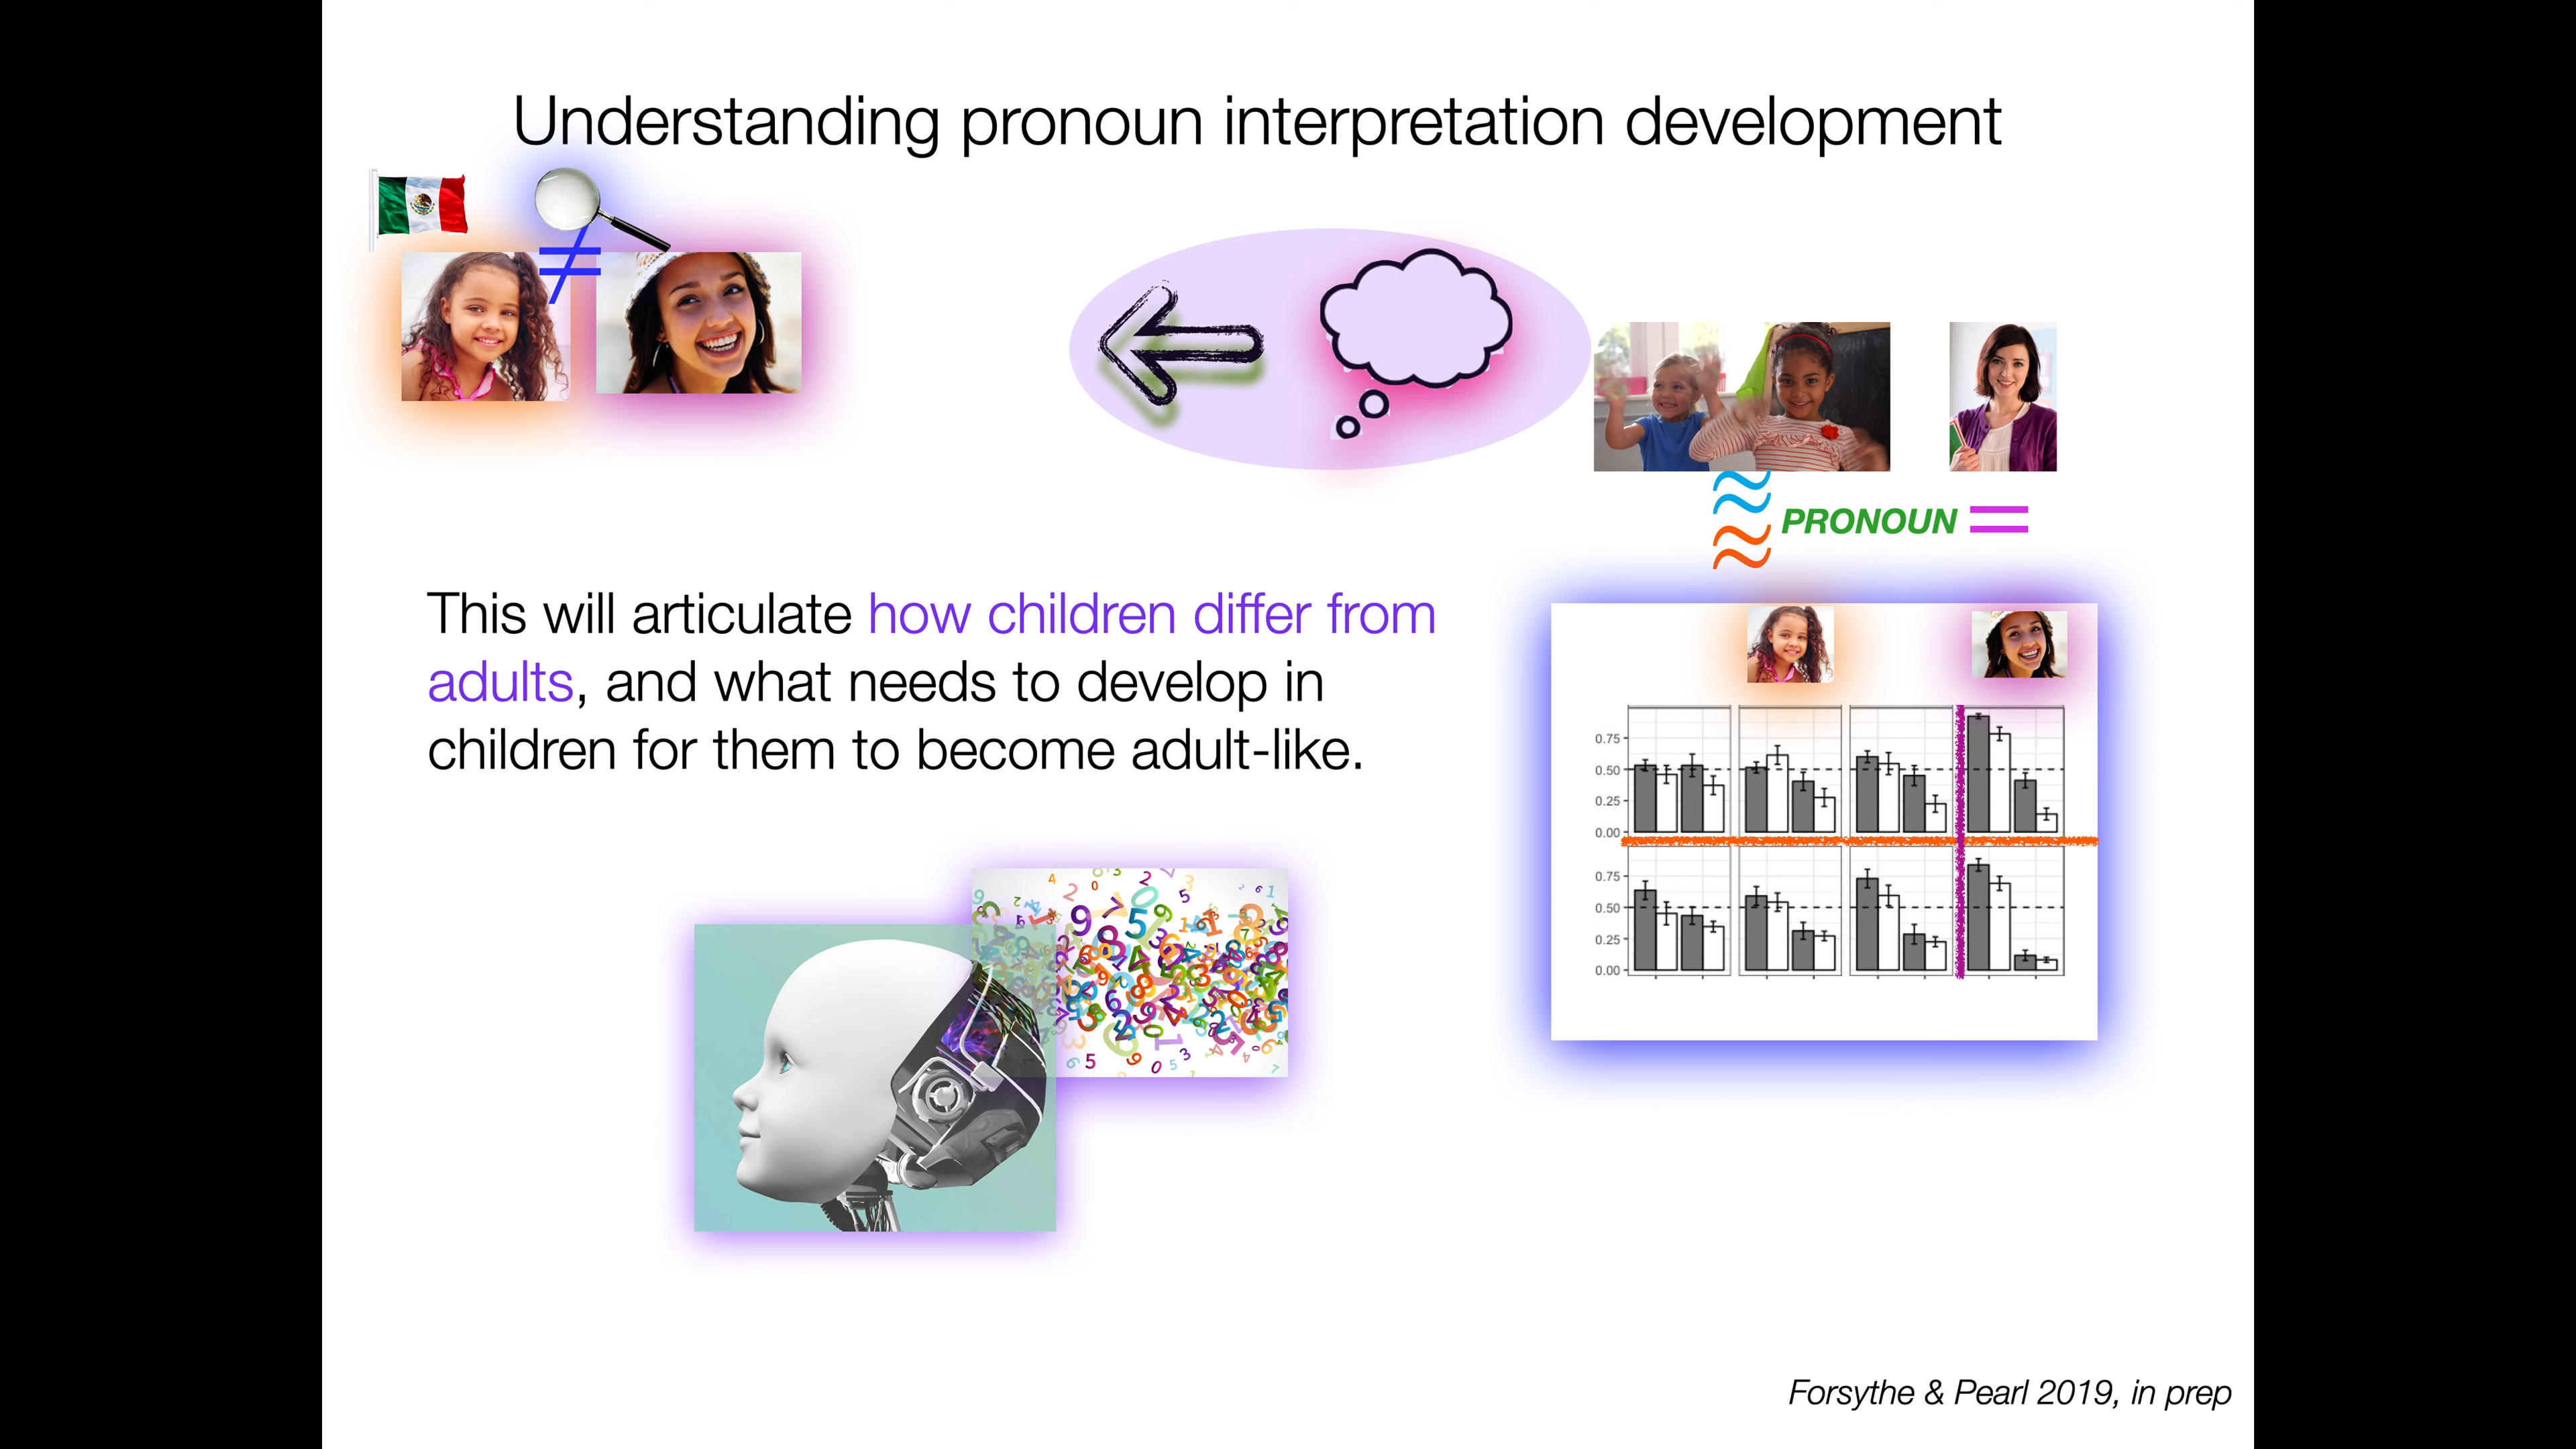 Understanding pronoun interpretation development
≠
≈ PRONOUN =
≈
This will articulate how children differ from
adults, and what needs to develop in
children for them to become adult-like.
0.75
0.50
0.25
0.00
0.75
0.50
0.25
0.00
Forsythe & Pearl 2019, in prep